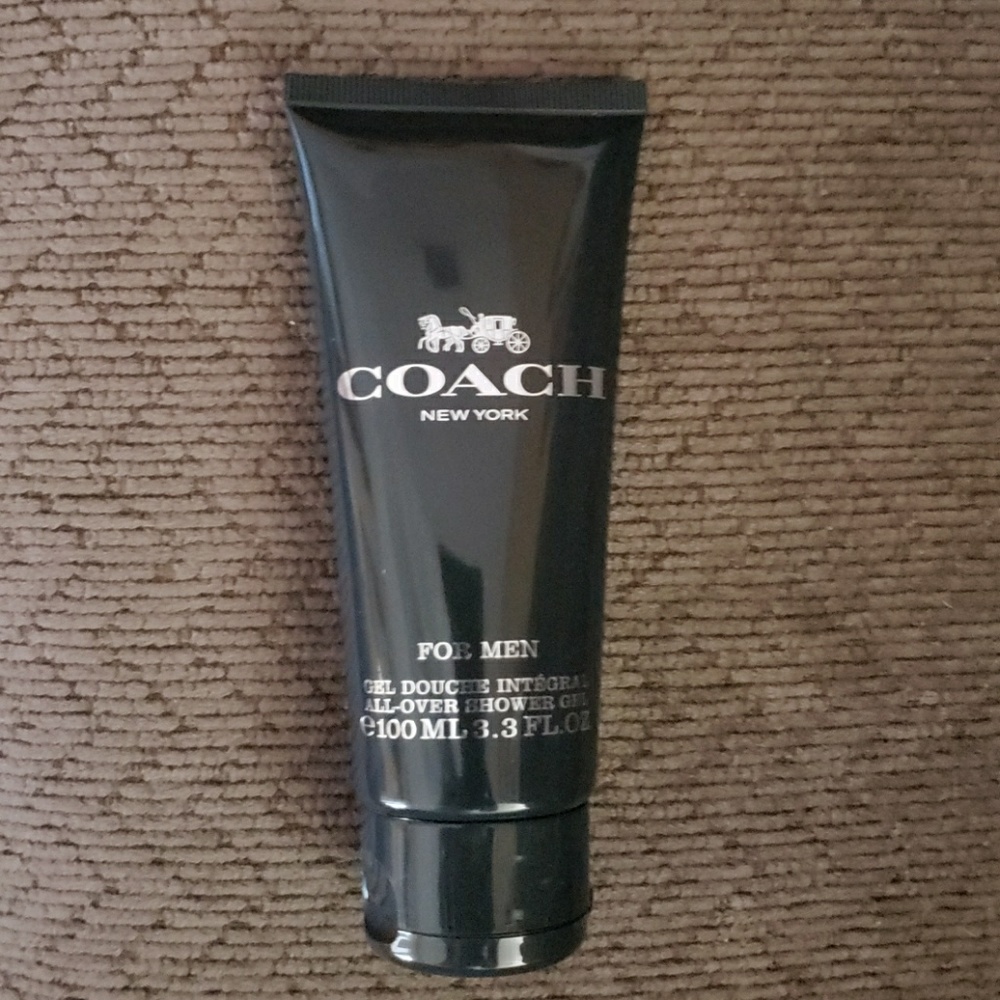 COACH
NEW YORK
FOR MEN
GEL DOUCHE INTÉGRAL
ALL-OVER SHOWER GEL
℮100 ML 3.3 FL.OZ